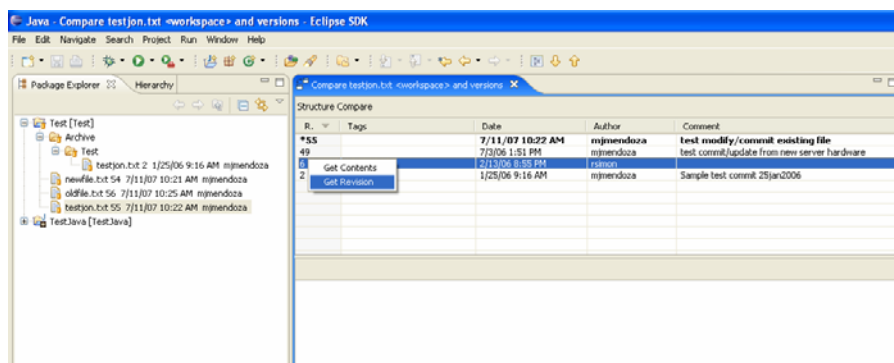 Java - Compare testjon.txt <workspace> and versions - Eclipse SDK
File Edit Navigate Search Project Run Window Help
Package Explorer Hierarchy
Compare testjon.txt <workspace> and versions
Structure Compare
R. Tags Date Author Comment
*55 7/11/07 10:22 AM mjmendoza test modify/commit existing file
49 7/3/06 1:51 PM mjmendoza test commit/update from new server hardware
6 2/13/06 8:55 PM rsimon
2 1/25/06 9:16 AM mjmendoza Sample test commit 25jan2006
Get Contents
Get Revision
Test [Test]
Archive
Test
testjon.txt 2 1/25/06 9:16 AM mjmendoza
newfile.txt 54 7/11/07 10:21 AM mjmendoza
oldfile.txt 56 7/11/07 10:25 AM mjmendoza
testjon.txt 55 7/11/07 10:22 AM mjmendoza
TestJava [TestJava]